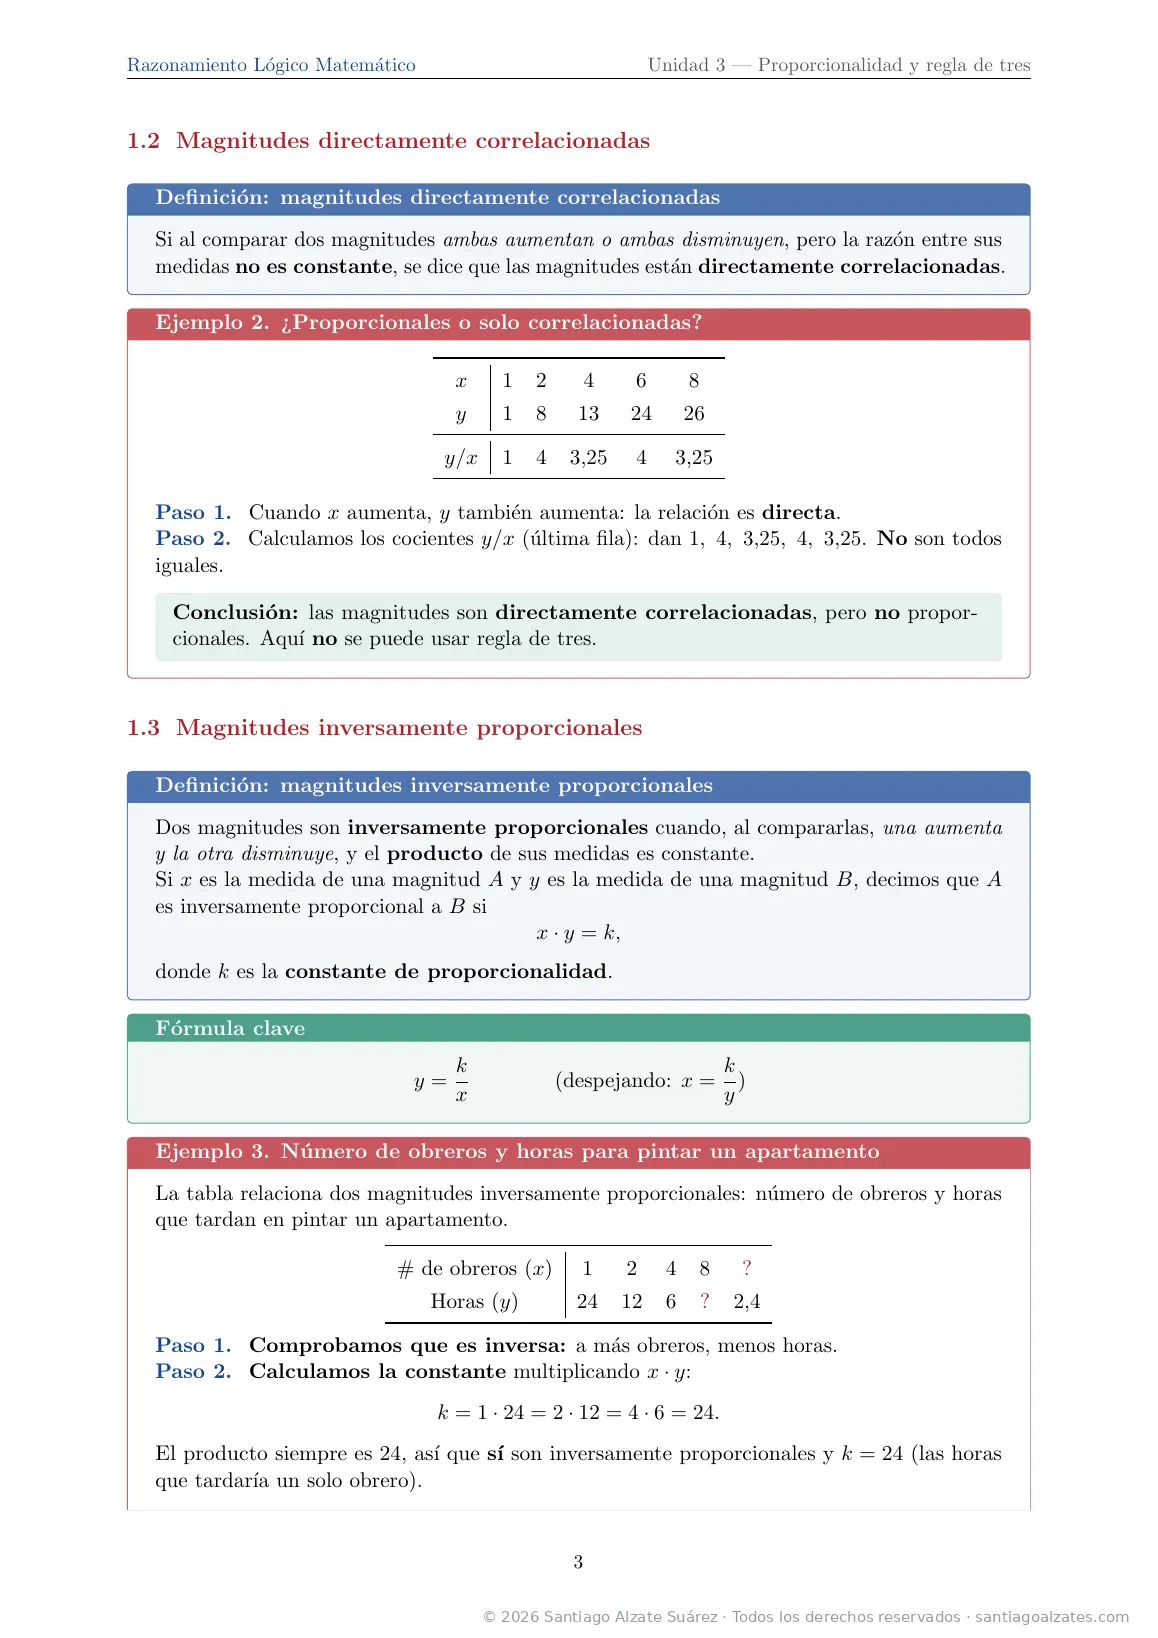 Razonamiento Lógico Matemático Unidad 3 — Proporcionalidad y regla de tres
1.2 Magnitudes directamente correlacionadas
Definición: magnitudes directamente correlacionadas
Si al comparar dos magnitudes ambas aumentan o ambas disminuyen, pero la razón entre sus
medidas no es constante, se dice que las magnitudes están directamente correlacionadas.
Ejemplo 2. ¿Proporcionales o solo correlacionadas?
x 1 2 4 6 8
y 1 8 13 24 26
y/x 1 4 3,25 4 3,25
Paso 1. Cuando x aumenta, y también aumenta: la relación es directa.
Paso 2. Calculamos los cocientes y/x (última fila): dan 1, 4, 3,25, 4, 3,25. No son todos
iguales.
Conclusión: las magnitudes son directamente correlacionadas, pero no propor-
cionales. Aquí no se puede usar regla de tres.
1.3 Magnitudes inversamente proporcionales
Definición: magnitudes inversamente proporcionales
Dos magnitudes son inversamente proporcionales cuando, al compararlas, una aumenta
y la otra disminuye, y el producto de sus medidas es constante.
Si x es la medida de una magnitud A y y es la medida de una magnitud B, decimos que A
es inversamente proporcional a B si
x · y = k,
donde k es la constante de proporcionalidad.
Fórmula clave
y = k/x (despejando: x = k/y)
Ejemplo 3. Número de obreros y horas para pintar un apartamento
La tabla relaciona dos magnitudes inversamente proporcionales: número de obreros y horas
que tardan en pintar un apartamento.
# de obreros (x) 1 2 4 8 ?
Horas (y) 24 12 6 ? 2,4
Paso 1. Comprobamos que es inversa: a más obreros, menos horas.
Paso 2. Calculamos la constante multiplicando x · y:
k = 1 · 24 = 2 · 12 = 4 · 6 = 24.
El producto siempre es 24, así que sí son inversamente proporcionales y k = 24 (las horas
que tardaría un solo obrero).
3
© 2026 Santiago Alzate Suárez · Todos los derechos reservados · santiagoalzates.com